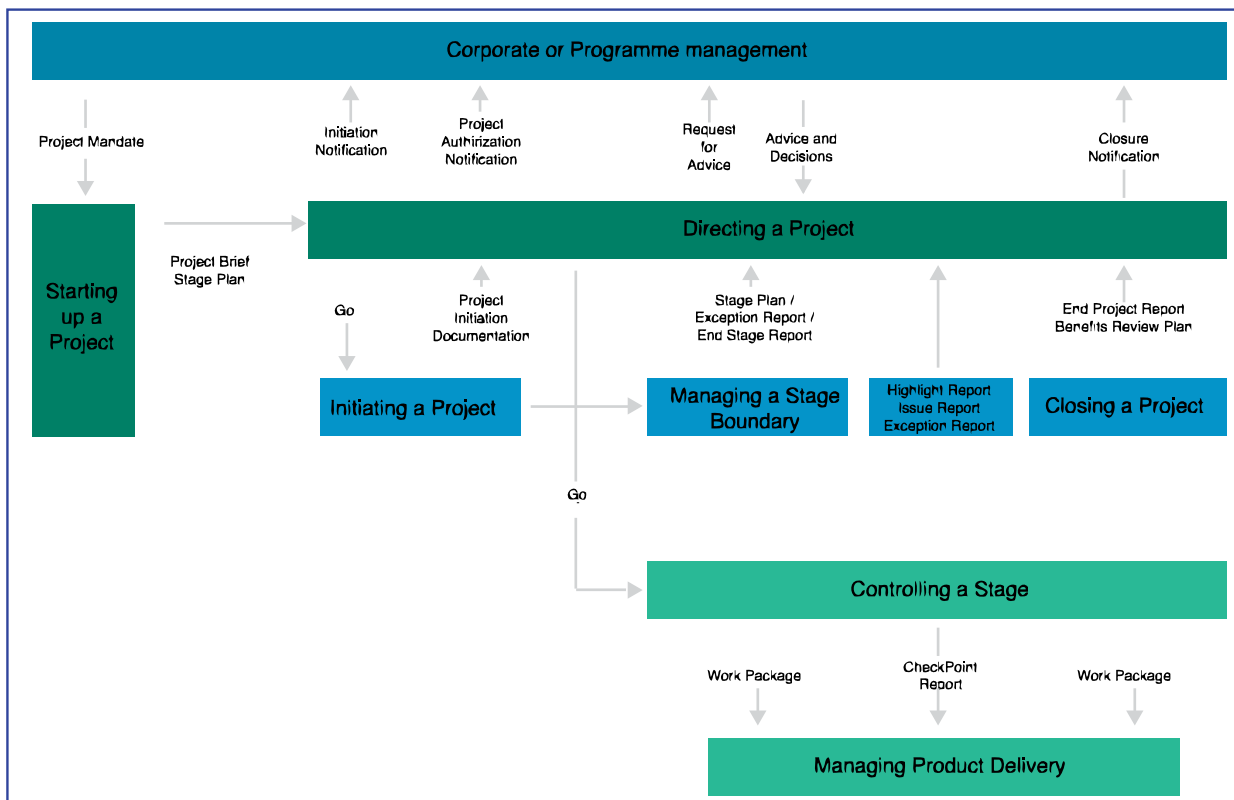 Corporate or Programme management
Project Mandate
Initiation
Notification
Project
Authirization
Notification
Request
for
Advice
Advice and
Decisions
Closure
Notification
Starting
up a
Project
Project Brief
Stage Plan
Directing a Project
Go
Project
Initiation
Documentation
Stage Plan /
Exception Report /
End Stage Report
End Project Report
Benefits Review Plan
Initiating a Project
Managing a Stage
Boundary
Highlight Report
Issue Report
Exception Report
Closing a Project
Go
Controlling a Stage
Work Package
CheckPoint
Report
Work Package
Managing Product Delivery